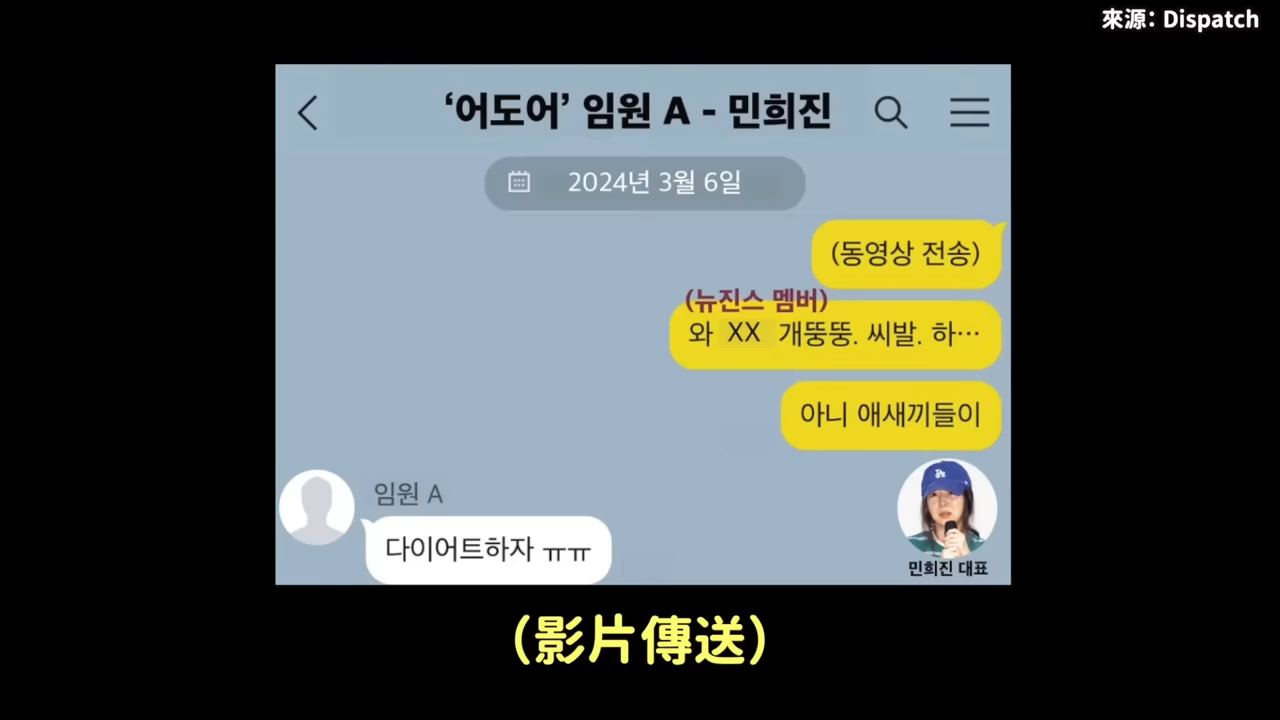 來源: Dispatch
‘어도어’ 임원 A - 민희진
2024년 3월 6일
(동영상 전송)
(뉴진스 멤버)
와 XX 개뚱뚱. 씨발. 하…
아니 애새끼들이
임원 A
다이어트하자 ㅠㅠ
LA
민희진 대표
(影片傳送)